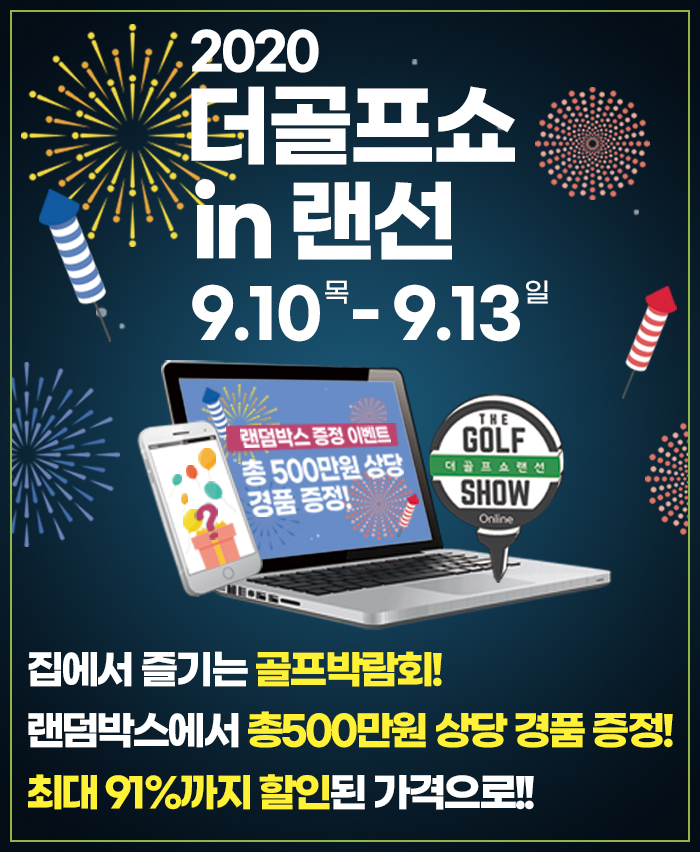 2020
더골프쇼
in 랜선
9.10목 - 9.13일
랜덤박스 증정 이벤트
총 500만원 상당
경품 증정!
?
THE
GOLF
더골프쇼랜선
SHOW
Online
집에서 즐기는 골프박람회!
랜덤박스에서 총500만원 상당 경품 증정!
최대 91%까지 할인된 가격으로!!